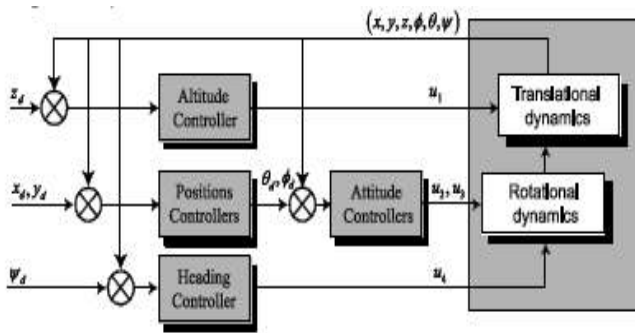 (x, y, z, ϕ, θ, ψ)
z_d
Altitude
Controller
u_1
Translational
dynamics
x_d, y_d
Positions
Controllers
θ_d, ϕ_d
Attitude
Controllers
u_2, u_3
Rotational
dynamics
ψ_d
Heading
Controller
u_4